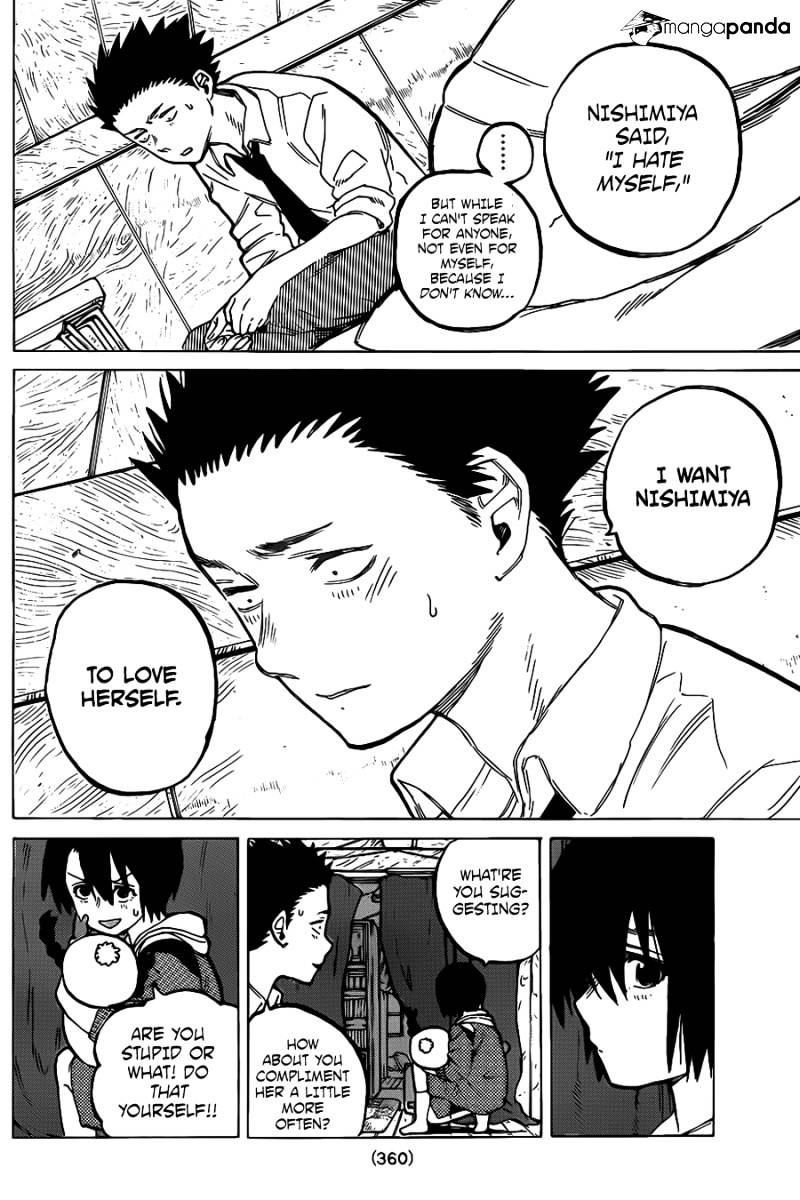 mangapanda
NISHIMIYA
SAID,
"I HATE
MYSELF,"
......
BUT WHILE
I CAN'T SPEAK
FOR ANYONE,
NOT EVEN FOR
MYSELF,
BECAUSE I
DON'T KNOW...
I WANT
NISHIMIYA
TO LOVE
HERSELF.
WHAT'RE
YOU SUG-
GESTING?
HOW
ABOUT YOU
COMPLIMENT
HER A LITTLE
MORE
OFTEN?
ARE YOU
STUPID OR
WHAT! DO
THAT
YOURSELF!!
(360)